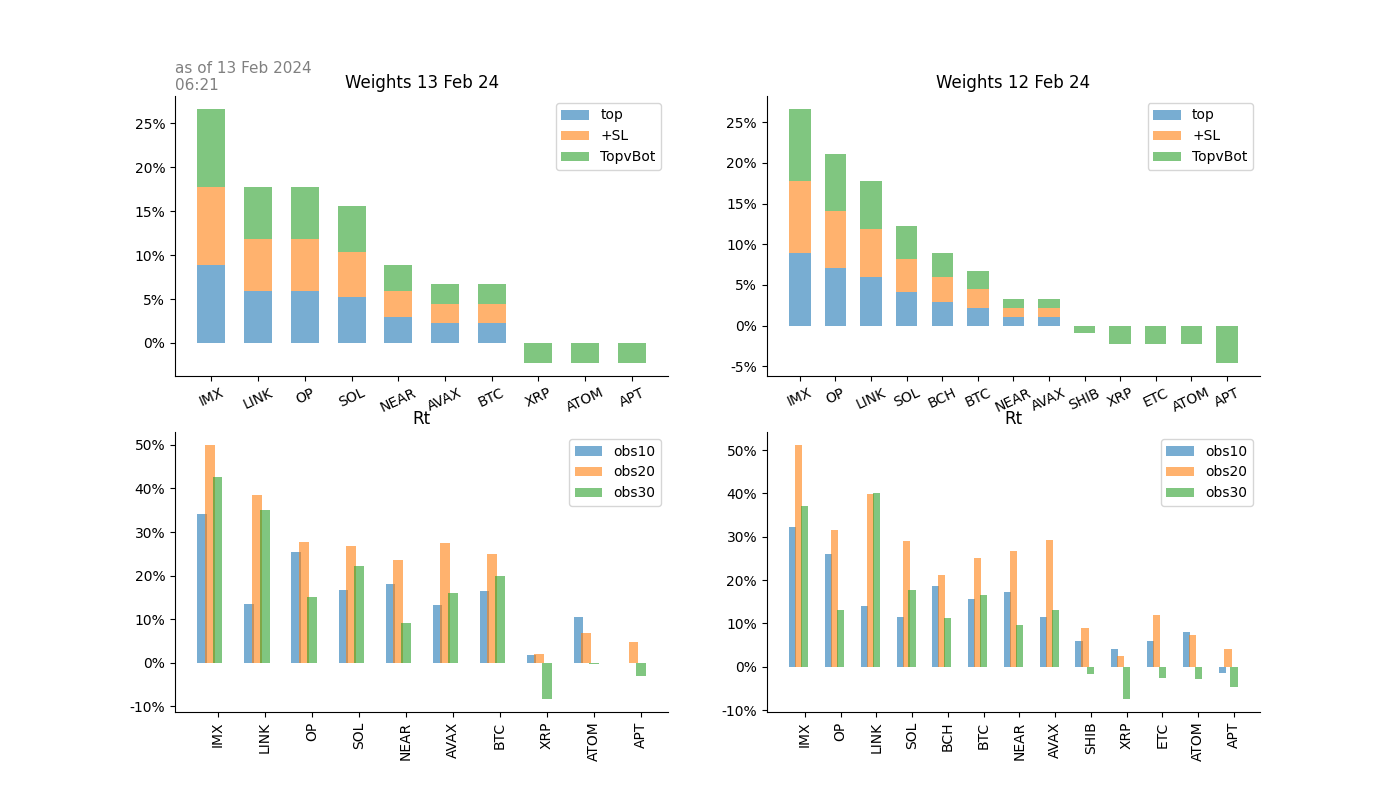 as of 13 Feb 2024
06:21
Weights 13 Feb 24
25%
20%
15%
10%
5%
0%
top
+SL
TopvBot
IMX
LINK
OP
SOL
NEAR
AVAX
BTC
XRP
ATOM
APT
Weights 12 Feb 24
25%
20%
15%
10%
5%
0%
-5%
top
+SL
TopvBot
IMX
OP
LINK
SOL
BCH
BTC
NEAR
AVAX
SHIB
XRP
ETC
ATOM
APT
Rt
50%
40%
30%
20%
10%
0%
-10%
obs10
obs20
obs30
IMX
LINK
OP
SOL
NEAR
AVAX
BTC
XRP
ATOM
APT
Rt
50%
40%
30%
20%
10%
0%
-10%
obs10
obs20
obs30
IMX
OP
LINK
SOL
BCH
BTC
NEAR
AVAX
SHIB
XRP
ETC
ATOM
APT